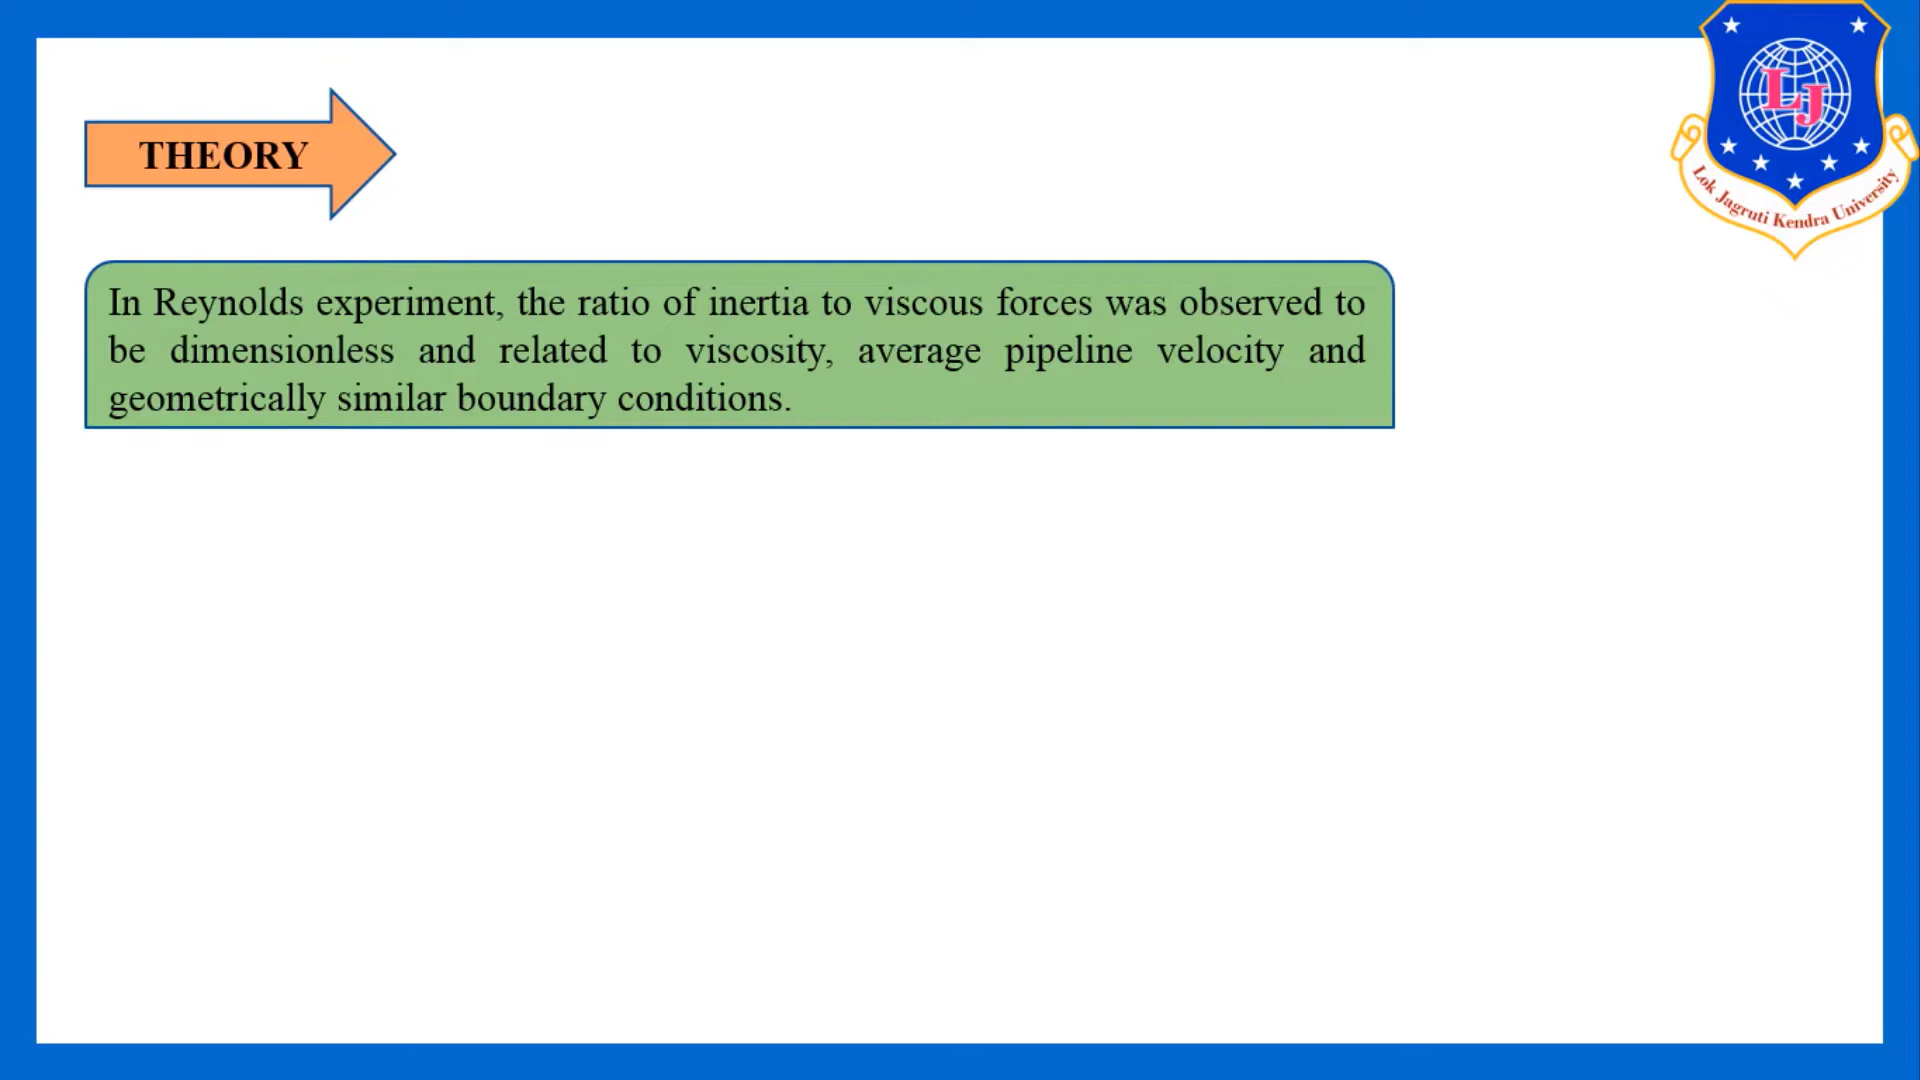 THEORY
LJ
Lok Jagruti Kendra University
In Reynolds experiment, the ratio of inertia to viscous forces was observed to
be dimensionless and related to viscosity, average pipeline velocity and
geometrically similar boundary conditions.